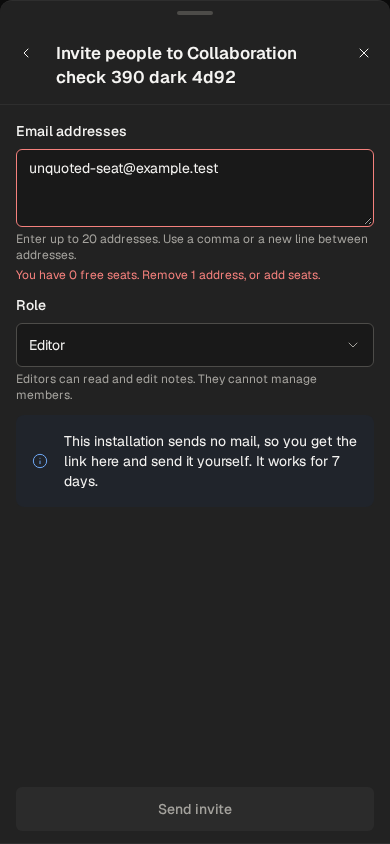 Invite people to Collaboration
check 390 dark 4d92
Email addresses
unquoted-seat@example.test
Enter up to 20 addresses. Use a comma or a new line between
addresses.
You have 0 free seats. Remove 1 address, or add seats.
Role
Editor
Editors can read and edit notes. They cannot manage
members.
This installation sends no mail, so you get the
link here and send it yourself. It works for 7
days.
Send invite